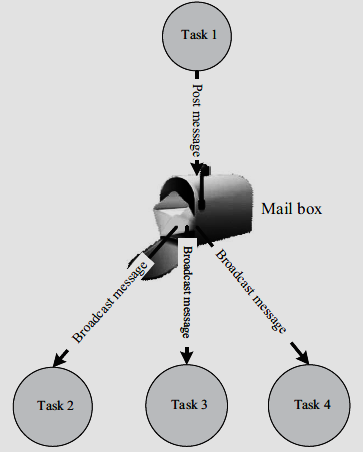 Task 1
Post message
Mail box
Broadcast message
Broadcast message
Broadcast message
Task 2
Task 3
Task 4